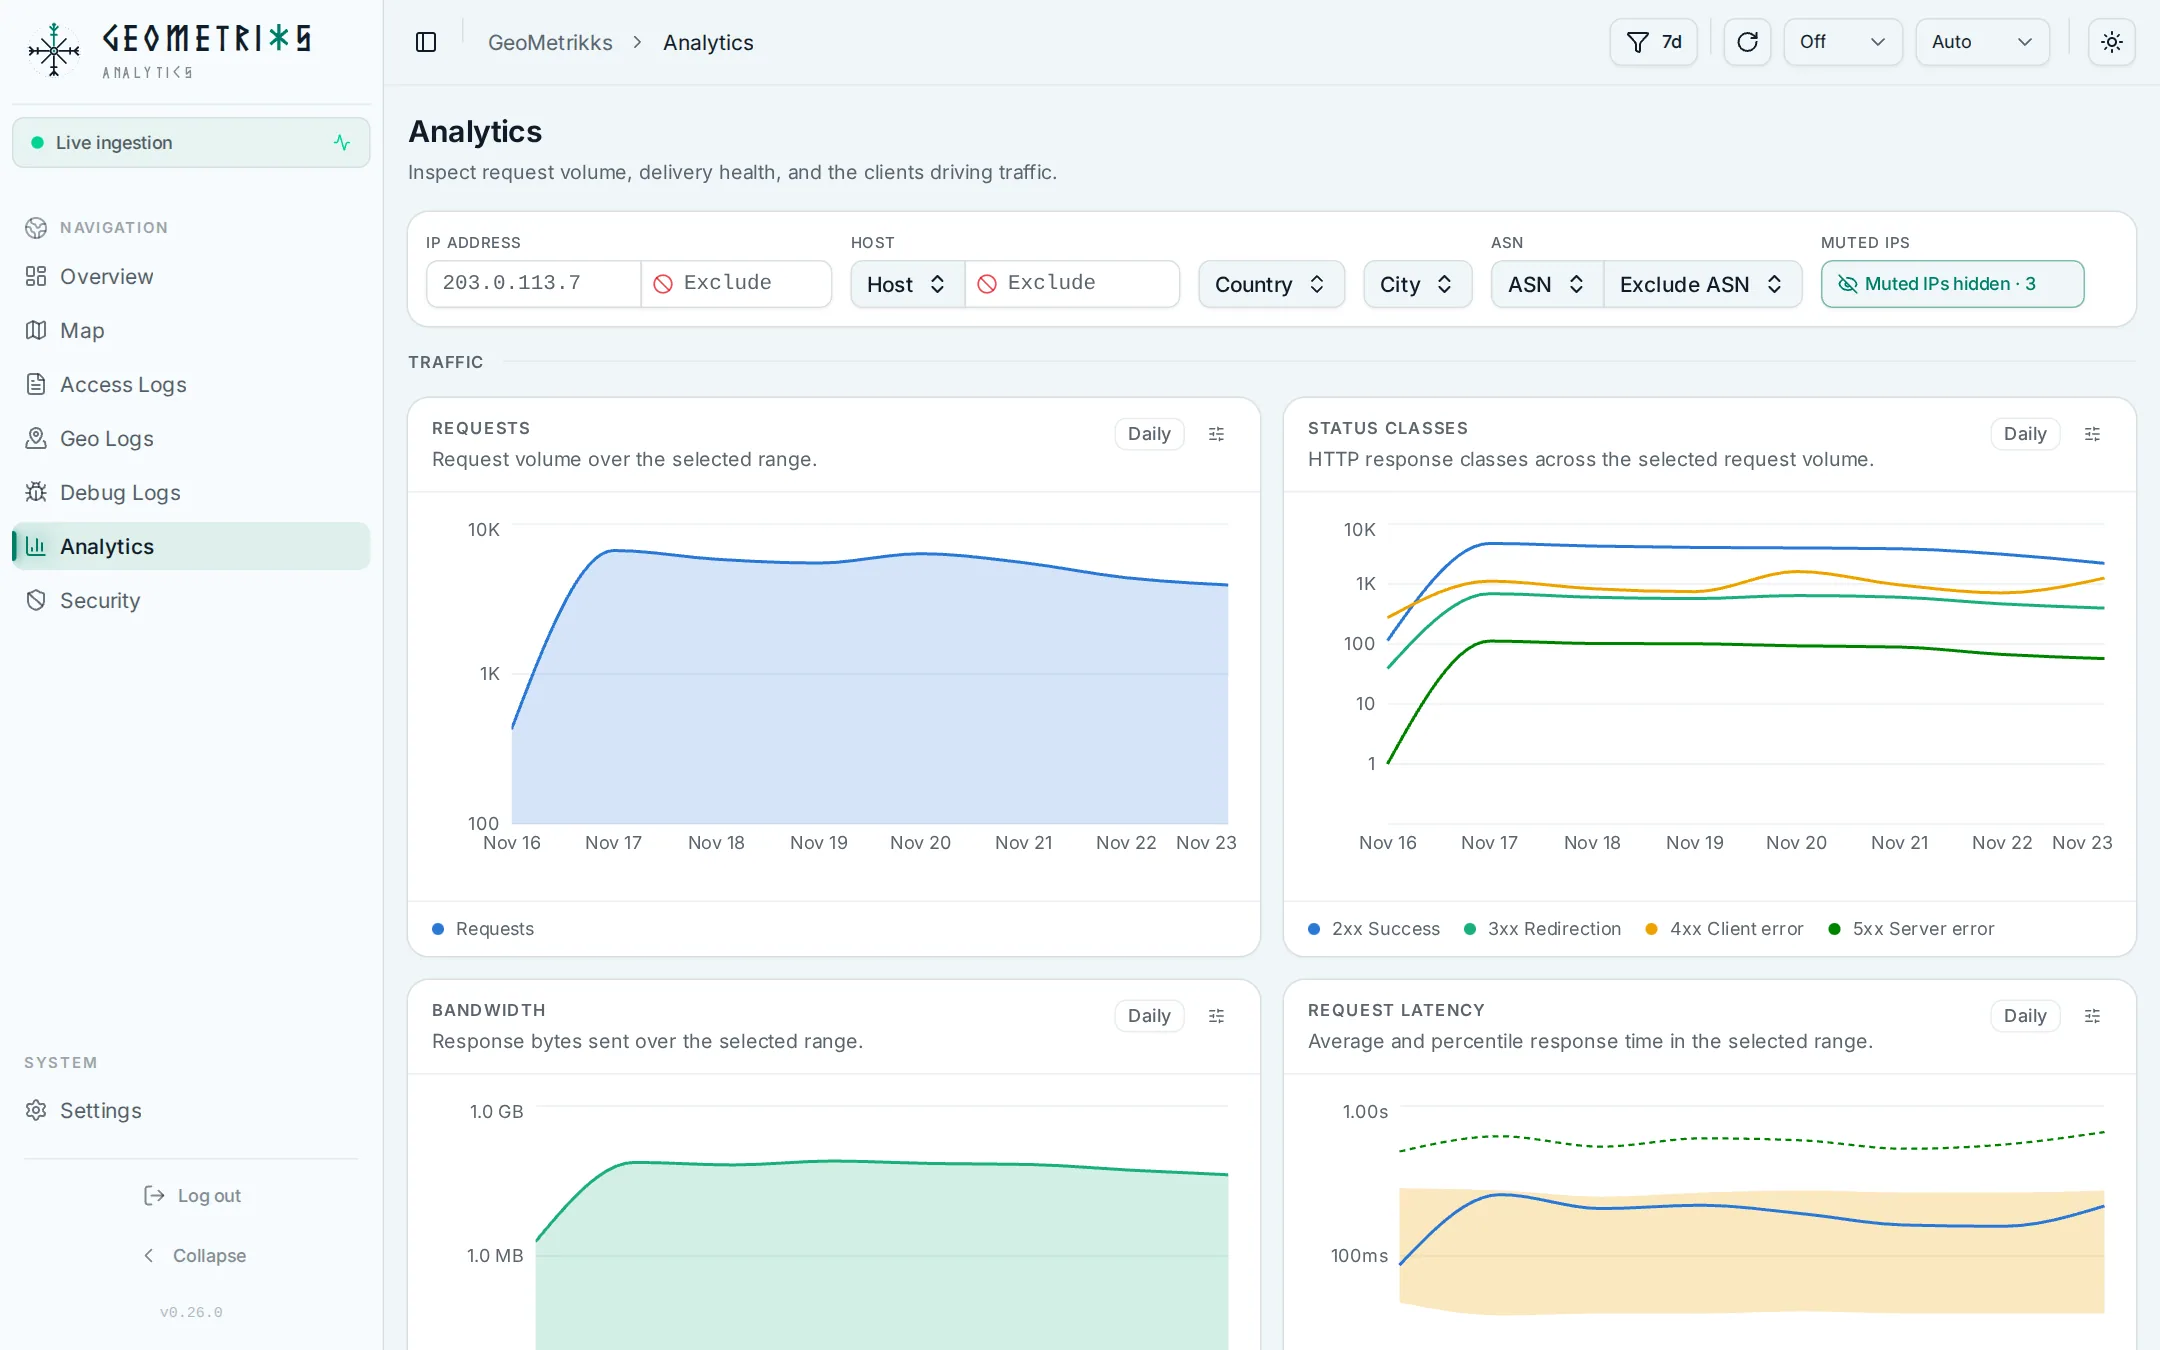 GEOMETRIKS
ANALYTICS
Live ingestion
NAVIGATION
Overview
Map
Access Logs
Geo Logs
Debug Logs
Analytics
Security
SYSTEM
Settings
Log out
Collapse
v0.26.0
GeoMetrikks > Analytics
7d
Off
Auto
Analytics
Inspect request volume, delivery health, and the clients driving traffic.
IP ADDRESS
203.0.113.7
Exclude
HOST
Host
Exclude
Country
City
ASN
ASN
Exclude ASN
MUTED IPS
Muted IPs hidden · 3
TRAFFIC
REQUESTS
Request volume over the selected range.
Daily
10K
1K
100
Nov 16 Nov 17 Nov 18 Nov 19 Nov 20 Nov 21 Nov 22 Nov 23
Requests
STATUS CLASSES
HTTP response classes across the selected request volume.
Daily
10K
1K
100
10
1
Nov 16 Nov 17 Nov 18 Nov 19 Nov 20 Nov 21 Nov 22 Nov 23
2xx Success 3xx Redirection 4xx Client error 5xx Server error
BANDWIDTH
Response bytes sent over the selected range.
Daily
1.0 GB
1.0 MB
REQUEST LATENCY
Average and percentile response time in the selected range.
Daily
1.00s
100ms